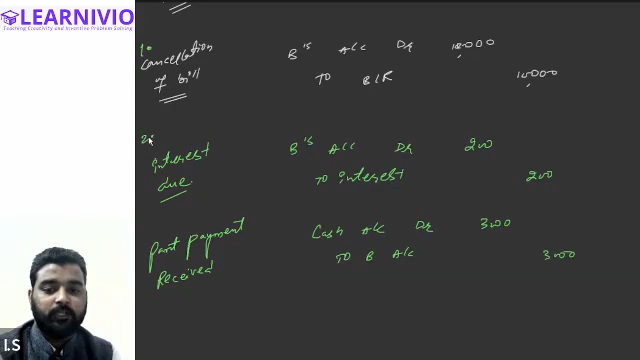 LEARNIVIO
Teaching Creativity and Inventive Problem Solving
1.
Cancellation B's A/c Dr 10000
of bill To B/R 10000
2.
interest B's A/c Dr 200
due To interest 200
Part payment Cash A/c Dr 3000
Received To B A/c 3000
I.S